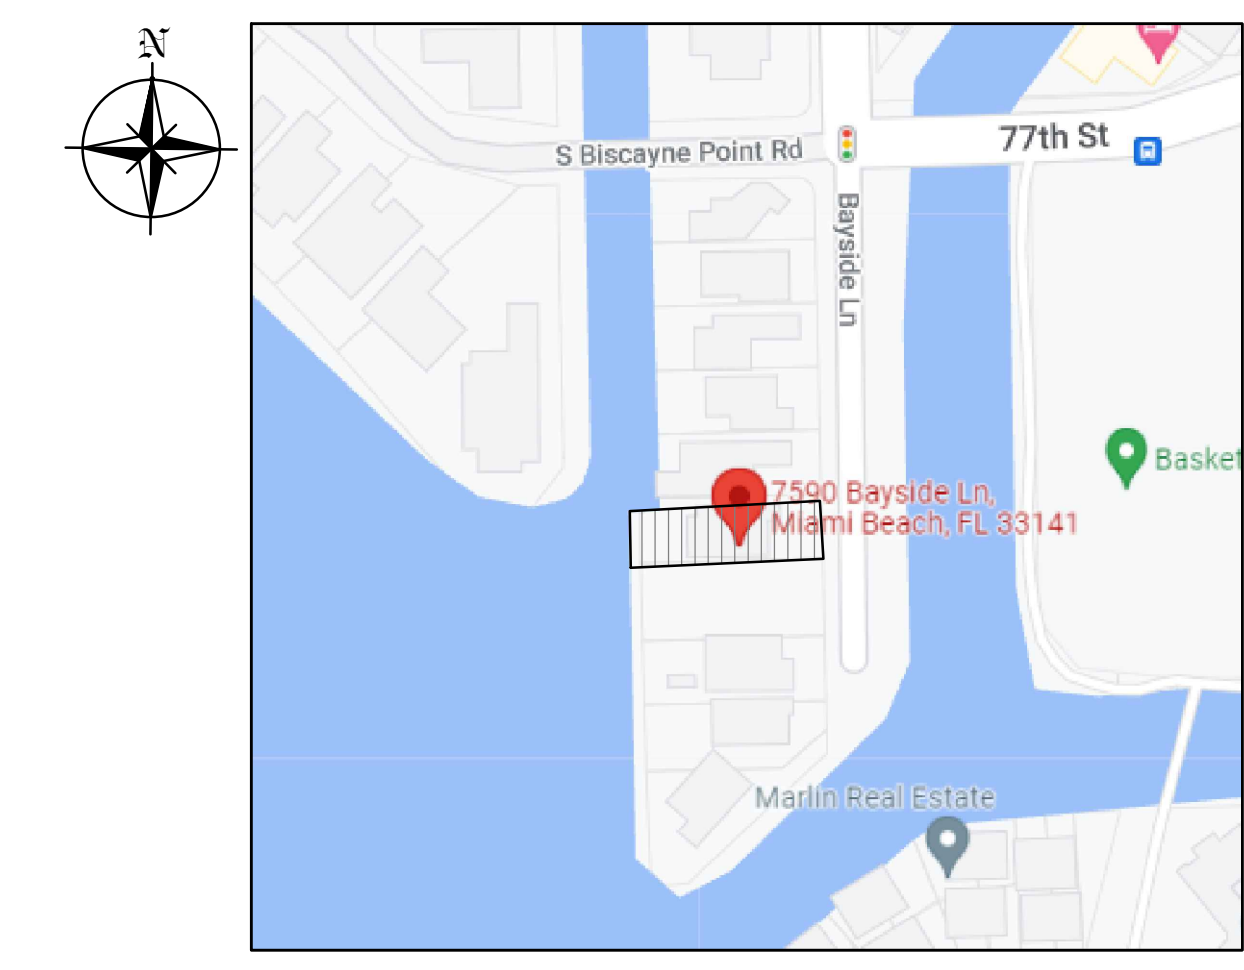 N
S Biscayne Point Rd
77th St
Bayside Ln
Basket
7590 Bayside Ln,
Miami Beach, FL 33141
Marlin Real Estate